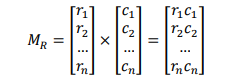 M_R = [r_1 r_2 ... r_n] × [c_1 c_2 ... c_n] = [r_1c_1 r_2c_2 ... r_nc_n]